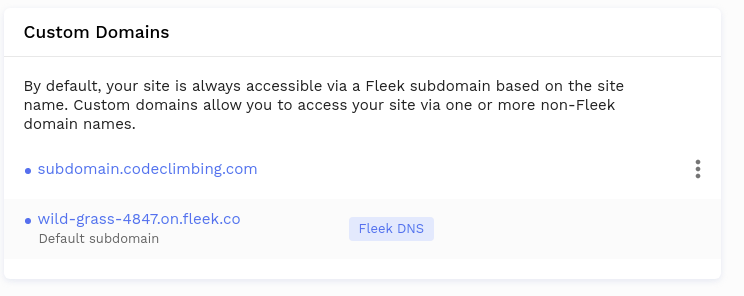 Custom Domains
By default, your site is always accessible via a Fleek subdomain based on the site
name. Custom domains allow you to access your site via one or more non-Fleek
domain names.
subdomain.codeclimbing.com
wild-grass-4847.on.fleek.co
Default subdomain
Fleek DNS